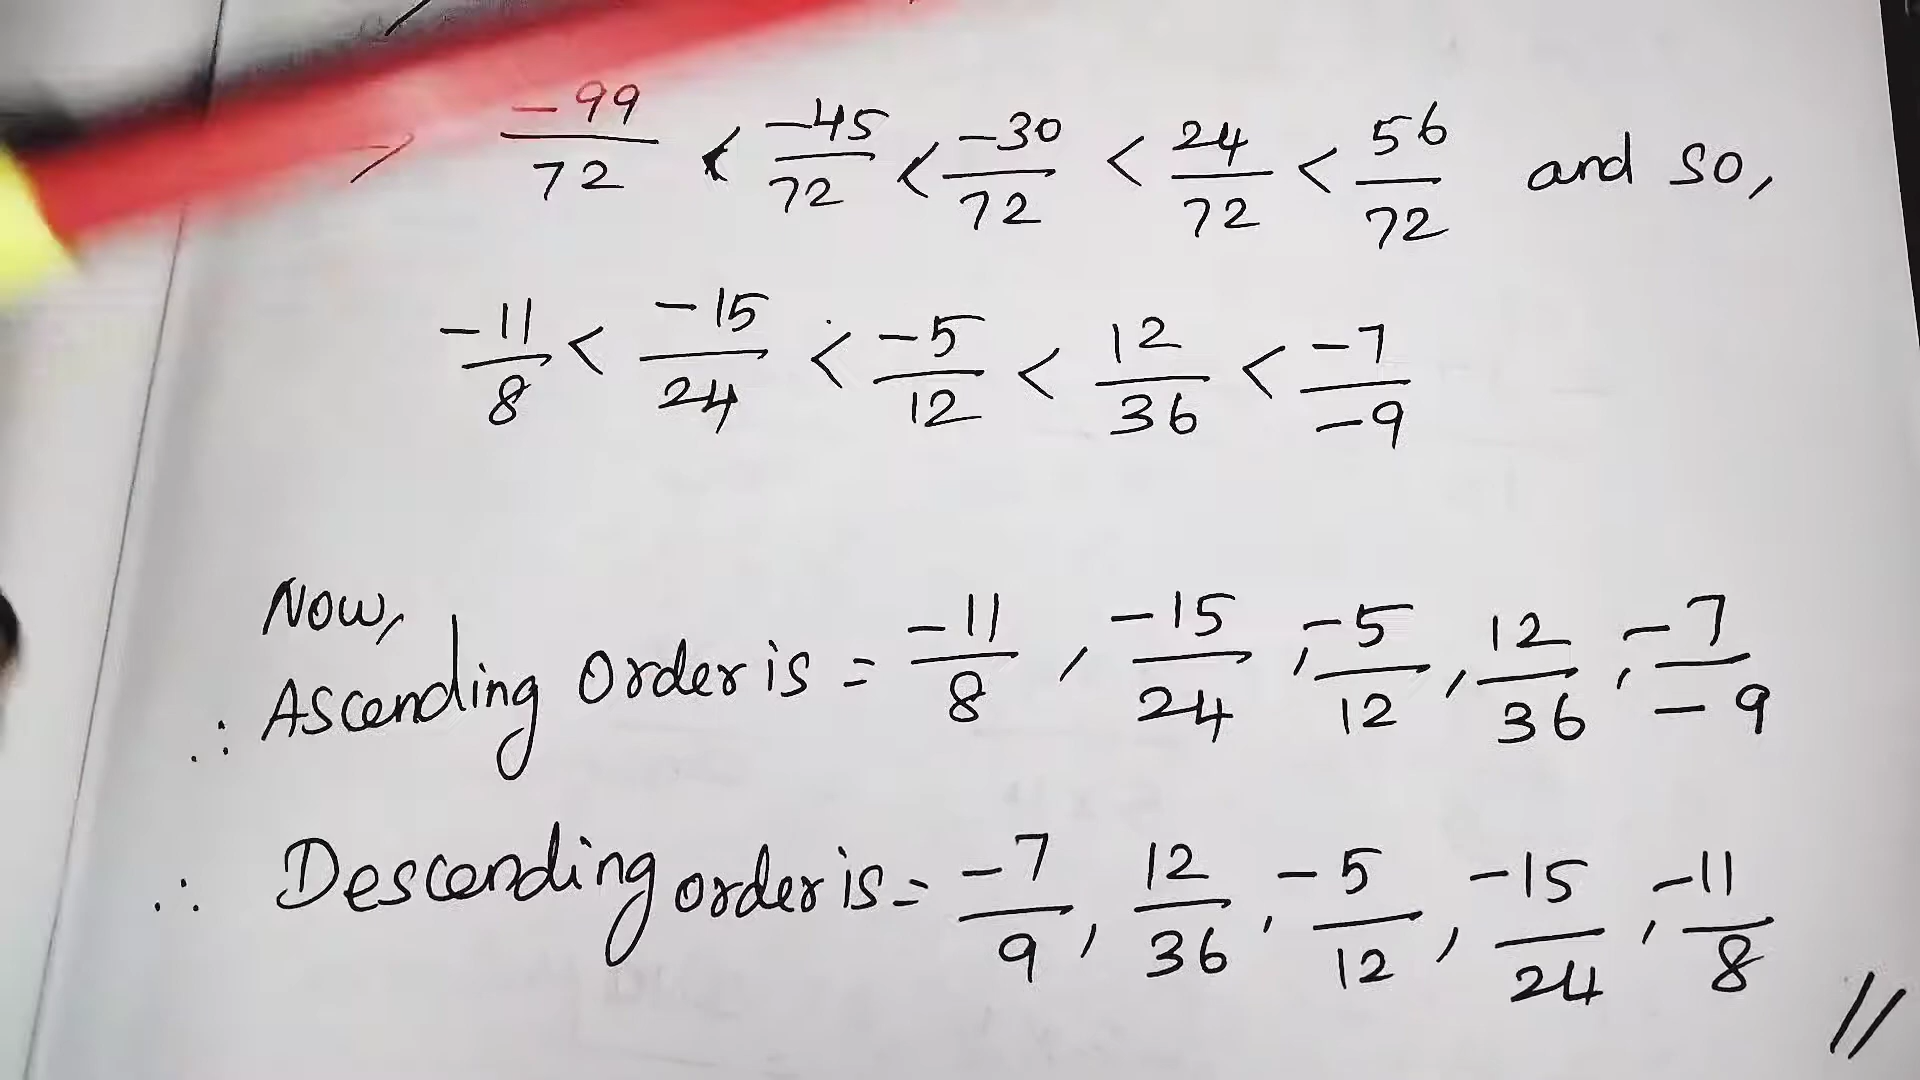 -99/72 < -45/72 < -30/72 < 24/72 < 56/72 and so,
-11/8 < -15/24 < -5/12 < 12/36 < -7/-9
Now,
∴ Ascending Order is = -11/8 , -15/24 , -5/12 , 12/36 , -7/-9
∴ Descending order is = -7/9 , 12/36 , -5/12 , -15/24 , -11/8 //